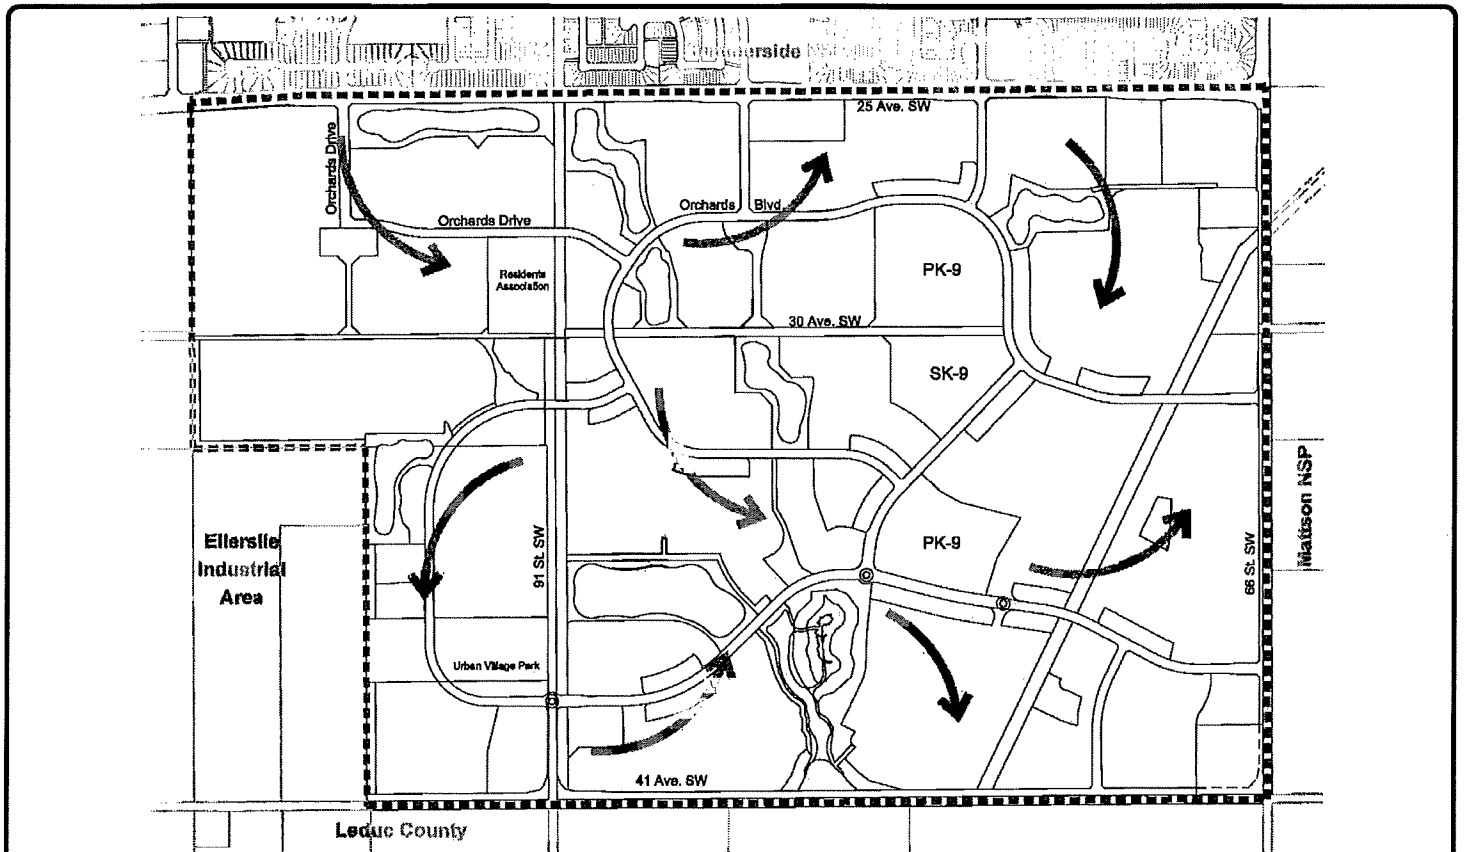 25 Ave. SW
Orchards Drive
Orchards Drive
Orchards
Blvd
Residents
Association
PK-9
30 Ave. SW
SK-9
Mattson NSP
Ellerslie
Industrial
Area
91 St. SW
PK-9
66 St. SW
Urban Village Park
41 Ave. SW
Leduc County